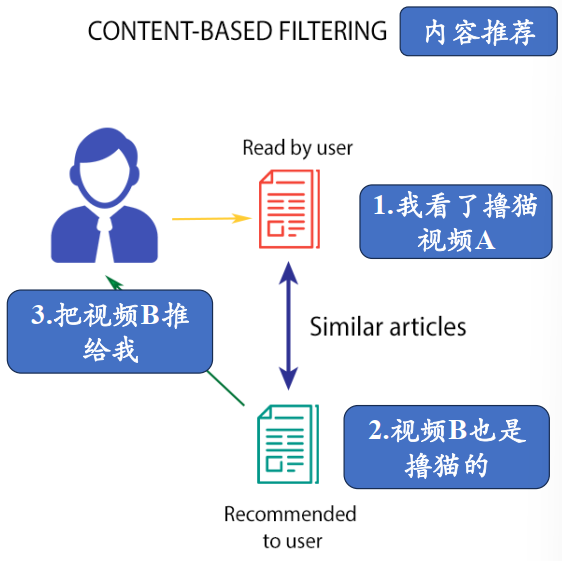 CONTENT-BASED FILTERING
内容推荐
Read by user
1.我看了撸猫
视频A
3.把视频B推
给我
Similar articles
2.视频B也是
撸猫的
Recommended
to user